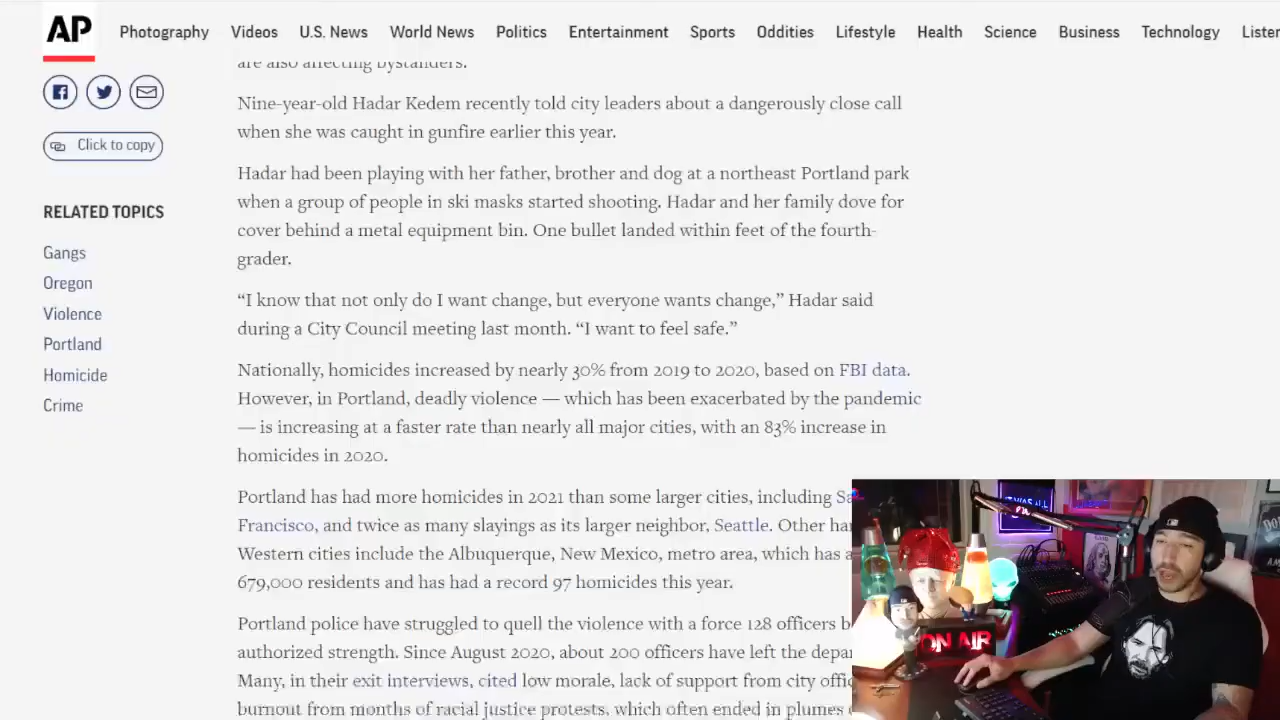 AP
Photography Videos U.S. News World News Politics Entertainment Sports Oddities Lifestyle Health Science Business Technology Listen
Click to copy
RELATED TOPICS
Gangs
Oregon
Violence
Portland
Homicide
Crime
are also affecting bystanders.
Nine-year-old Hadar Kedem recently told city leaders about a dangerously close call
when she was caught in gunfire earlier this year.
Hadar had been playing with her father, brother and dog at a northeast Portland park
when a group of people in ski masks started shooting. Hadar and her family dove for
cover behind a metal equipment bin. One bullet landed within feet of the fourth-
grader.
“I know that not only do I want change, but everyone wants change,” Hadar said
during a City Council meeting last month. “I want to feel safe.”
Nationally, homicides increased by nearly 30% from 2019 to 2020, based on FBI data.
However, in Portland, deadly violence — which has been exacerbated by the pandemic
— is increasing at a faster rate than nearly all major cities, with an 83% increase in
homicides in 2020.
Portland has had more homicides in 2021 than some larger cities, including
Francisco, and twice as many slayings as its larger neighbor, Seattle. Other
Western cities include the Albuquerque, New Mexico, metro area, which has
679,000 residents and has had a record 97 homicides this year.
Portland police have struggled to quell the violence with a force 128 officers
authorized strength. Since August 2020, about 200 officers have left the
Many, in their exit interviews, cited low morale, lack of support from city
burnout from months of racial justice protests, which often ended in plumes
ON AIR